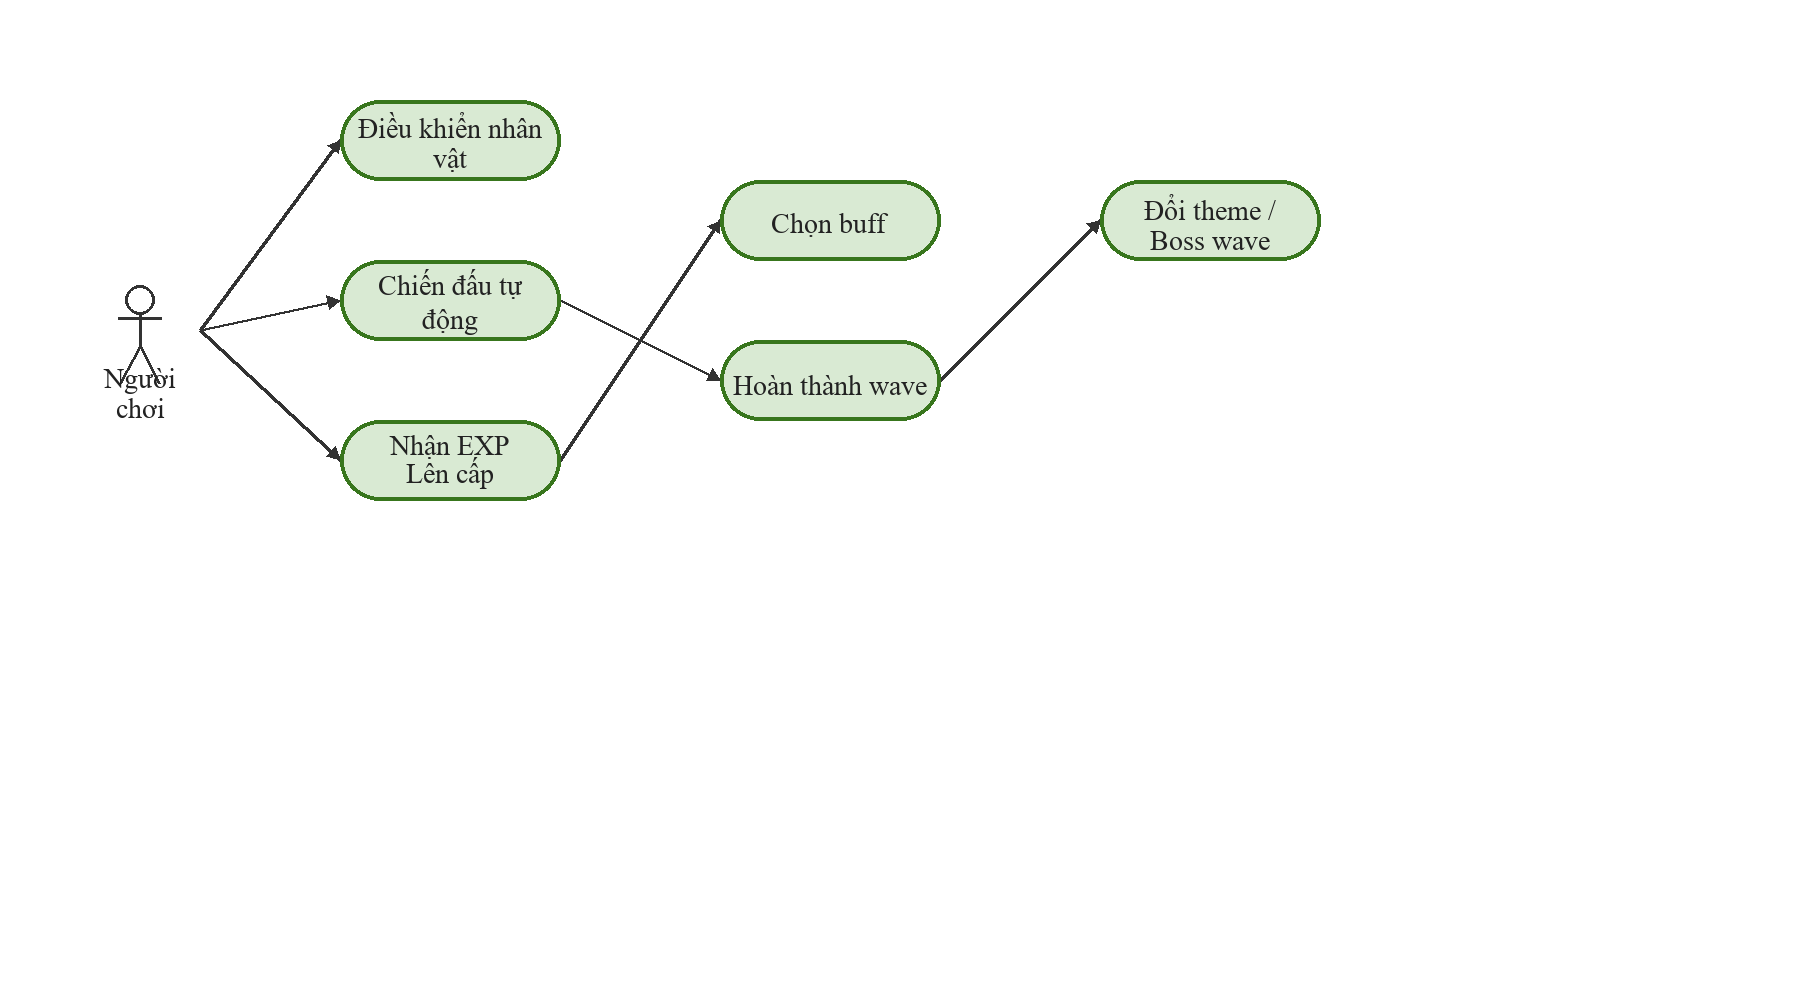 Điều khiển nhân
vật
Chiến đấu tự
động
Người
chơi
Nhận EXP
Lên cấp
Chọn buff
Hoàn thành wave
Đổi theme /
Boss wave